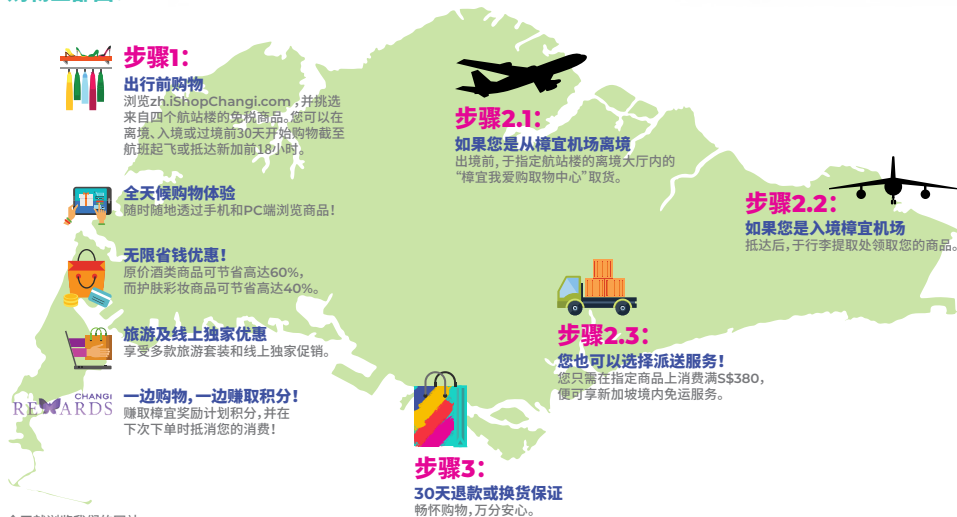 步骤1:
出行前购物
浏览zh.iShopChangi.com ,并挑选
来自四个航站楼的免税商品。您可以在
离境、入境或过境前30天开始购物截至
航班起飞或抵达新加前18小时。
全天候购物体验
随时随地透过手机和PC端浏览商品!
无限省钱优惠!
原价酒类商品可节省高达60%,
而护肤彩妆商品可节省高达40%。
旅游及线上独家优惠
享受多款旅游套装和线上独家促销。
CHANGI
REWARDS
一边购物,一边赚取积分!
赚取樟宜奖励计划积分,并在
下次下单时抵消您的消费!
步骤2.1:
如果您是从樟宜机场离境
出境前,于指定航站楼的离境大厅内的
“樟宜我爱购取物中心”取货。
步骤2.2:
如果您是入境樟宜机场
抵达后,于行李提取处领取您的商品。
步骤2.3:
您也可以选择派送服务!
您只需在指定商品上消费满S$380,
便可享新加坡境内免运服务。
步骤3:
30天退款或换货保证
畅怀购物,万分安心。